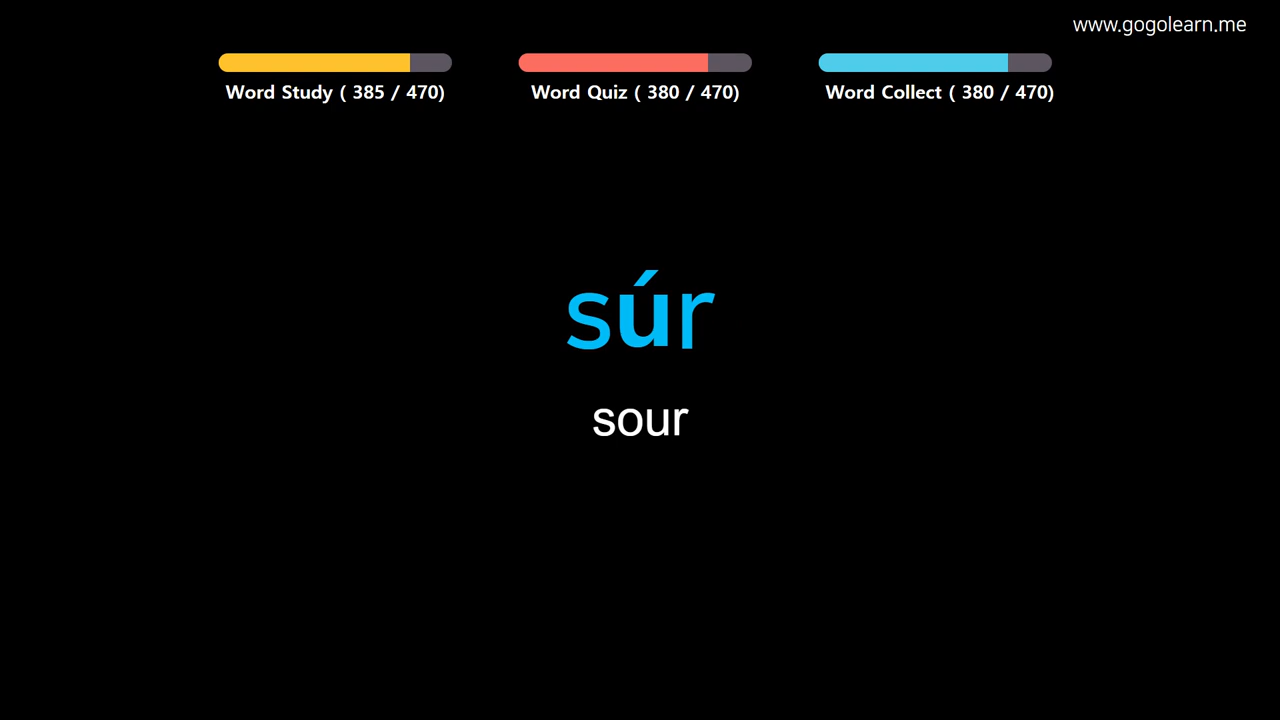 www.gogolearn.me
Word Study ( 385 / 470)
Word Quiz ( 380 / 470)
Word Collect ( 380 / 470)
súr
sour